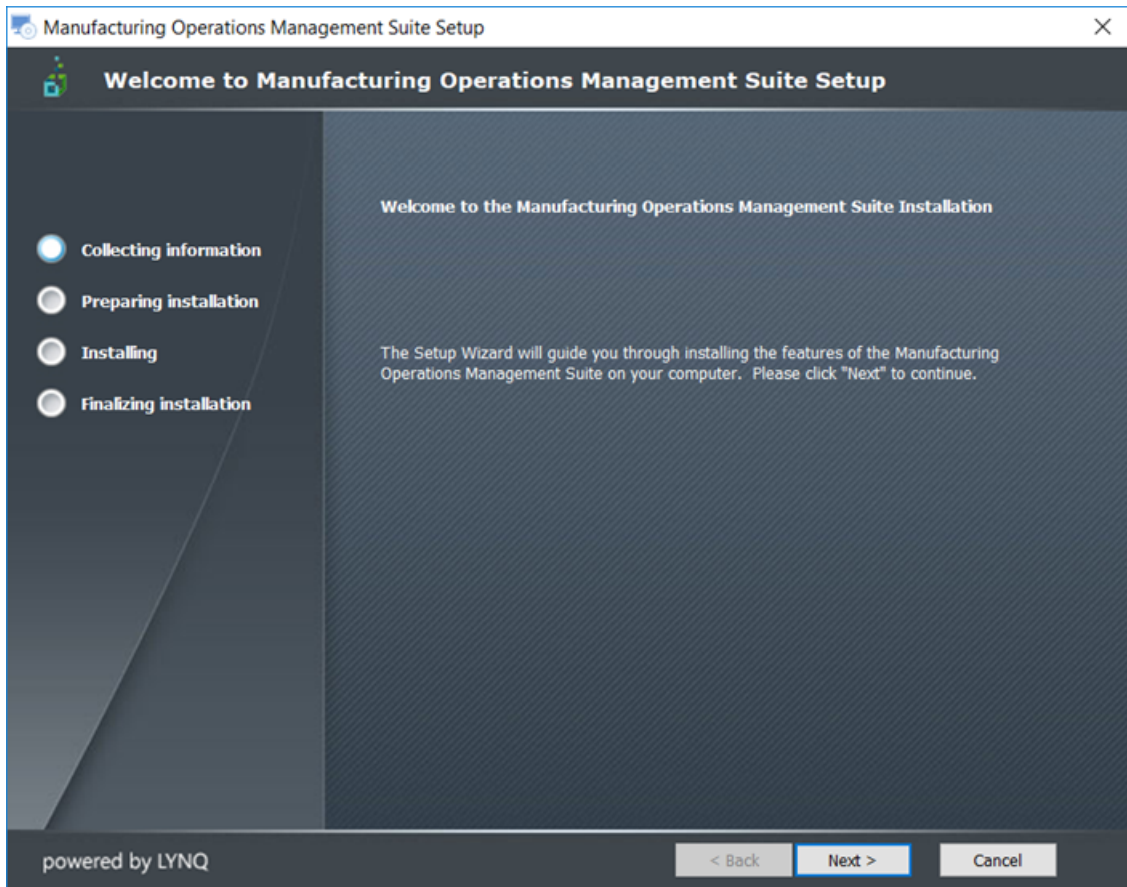 Manufacturing Operations Management Suite Setup
Welcome to Manufacturing Operations Management Suite Setup
Collecting information
Preparing installation
Installing
Finalizing installation
Welcome to the Manufacturing Operations Management Suite Installation
The Setup Wizard will guide you through installing the features of the Manufacturing
Operations Management Suite on your computer.  Please click "Next" to continue.
powered by LYNQ
< Back
Next >
Cancel